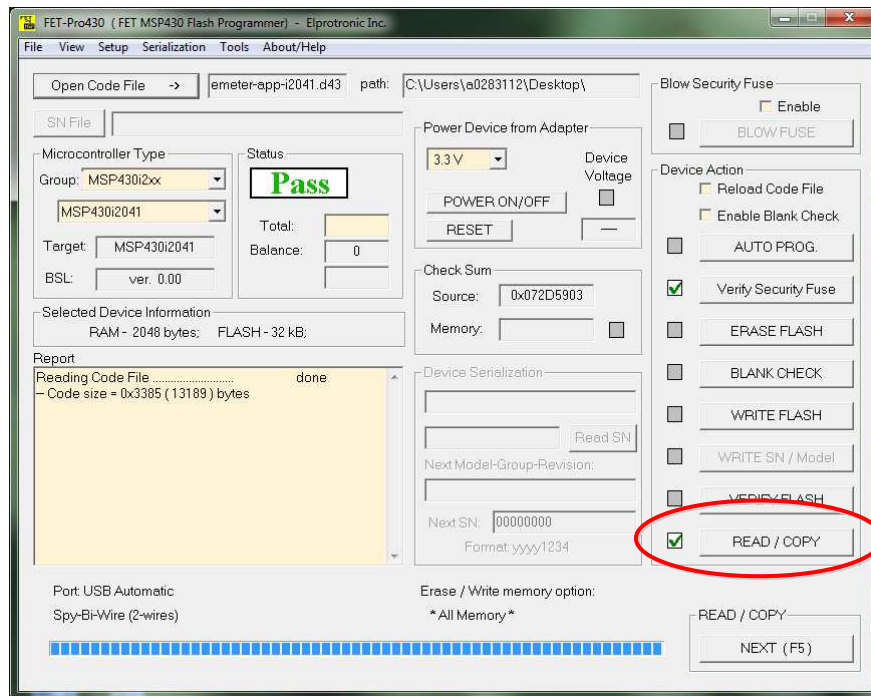 FET-Pro430 ( FET MSP430 Flash Programmer) - Elprotronic Inc.
File View Setup Serialization Tools About/Help
Open Code File -> emeter-app-i2041.d43 path: C:\Users\a0283112\Desktop\
SN File
Microcontroller Type
Group: MSP430i2xx
MSP430i2041
Target: MSP430i2041
BSL: ver. 0.00
Status
Pass
Total:
Balance: 0
Selected Device Information
RAM - 2048 bytes; FLASH - 32 kB;
Report
Reading Code File ........................... done
– Code size = 0x3385 ( 13189 ) bytes
Power Device from Adapter
3.3 V
Device
Voltage
POWER ON/OFF
RESET
Check Sum
Source: 0x072D5903
Memory:
Device Serialization
Read SN
Next Model-Group-Revision:
Next SN: 00000000
Format: yyyy1234
Blow Security Fuse
Enable
BLOW FUSE
Device Action
Reload Code File
Enable Blank Check
AUTO PROG.
Verify Security Fuse
ERASE FLASH
BLANK CHECK
WRITE FLASH
WRITE SN / Model
VERIFY FLASH
READ / COPY
Port: USB Automatic
Spy-Bi-Wire (2-wires)
Erase / Write memory option:
*All Memory*
READ / COPY
NEXT (F5)